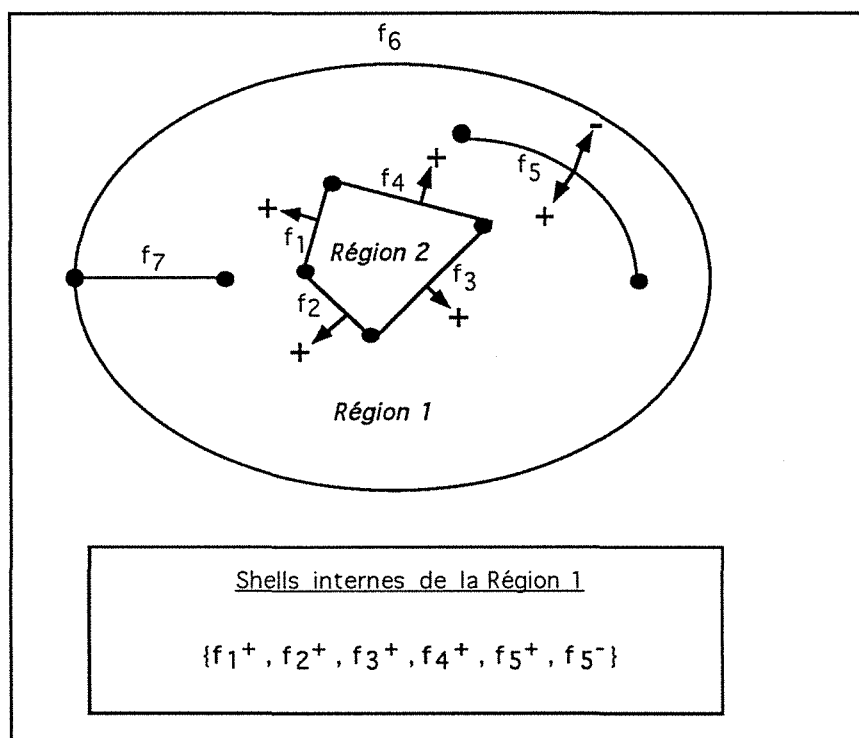 f6
-
f5
+
+
f4
+
f1
Région 2
f7
f3
f2
+
+
Région 1
Shells internes de la Région 1
{f1+ , f2+ , f3+ , f4+ , f5+ , f5-}